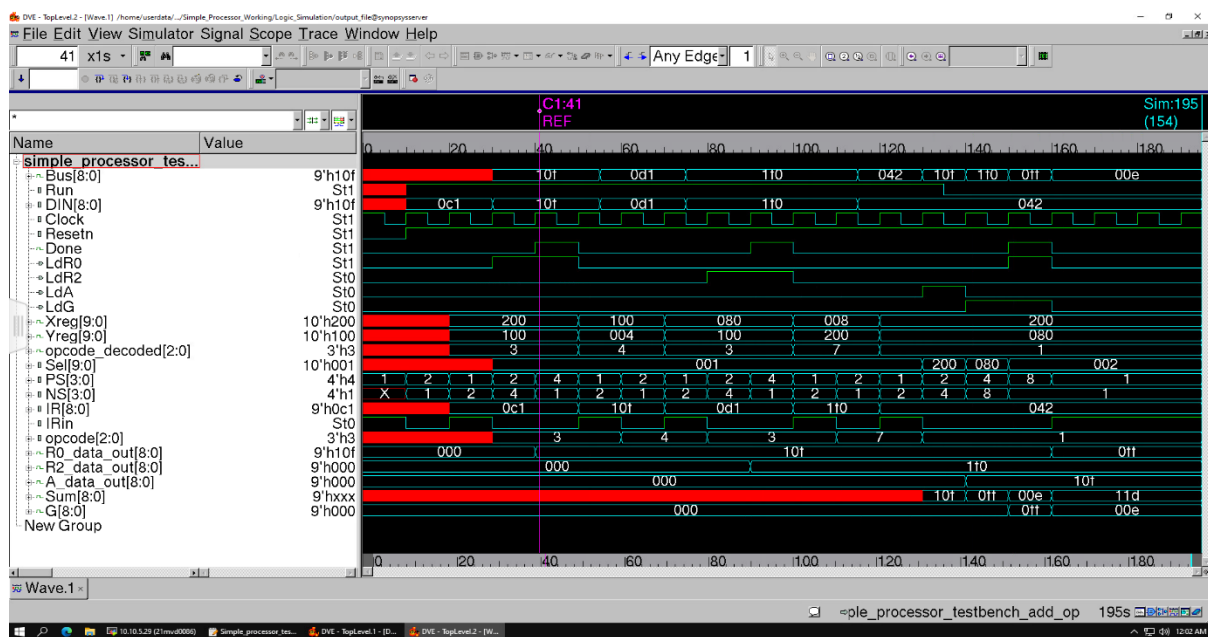 DVE - TopLevel.2 - [Wave.1] /home/userdata/.../Simple_Processor_Working/Logic_Simulation/output_file@synopsysserver
File Edit View Simulator Signal Scope Trace Window Help
41 x1s Any Edge 1
C1:41 Sim:195
* REF (154)
Name Value
0 20 40 60 80 100 120 140 160 180
simple_processor_tes...
Bus[8:0] 9'h10f 10f 0d1 1f0 042 10f 1f0 0ff 00e
Run St1
DIN[8:0] 9'h10f 0c1 10f 0d1 1f0 042
Clock St1
Resetn St1
Done St1
LdR0 St1
LdR2 St0
LdA St0
LdG St0
Xreg[9:0] 10'h200 200 100 080 008 200
Yreg[9:0] 10'h100 100 004 100 200 080
opcode_decoded[2:0] 3'h3 3 4 3 7 1
Sel[9:0] 10'h001 001 200 080 002
PS[3:0] 4'h4 1 2 1 2 4 1 2 1 2 4 1 2 1 2 4 8 1
NS[3:0] 4'h1 X 1 2 4 1 2 1 2 4 1 2 1 2 4 8 1
IR[8:0] 9'h0c1 0c1 10f 0d1 1f0 042
IRin St0
opcode[2:0] 3'h3 3 4 3 7 1
R0_data_out[8:0] 9'h10f 000 10f 0ff
R2_data_out[8:0] 9'h000 000 1f0
A_data_out[8:0] 9'h000 000 10f
Sum[8:0] 9'hxxx 10f 0ff 00e 11d
G[8:0] 9'h000 000 0ff 00e
New Group
0 20 40 60 80 100 120 140 160 180
Wave.1
ple_processor_testbench_add_op 195s
10.10.5.29 (21mvd0086) Simple_processor_tes... DVE - TopLevel.1 - [D... DVE - TopLevel.2 - [W... 12:02 AM